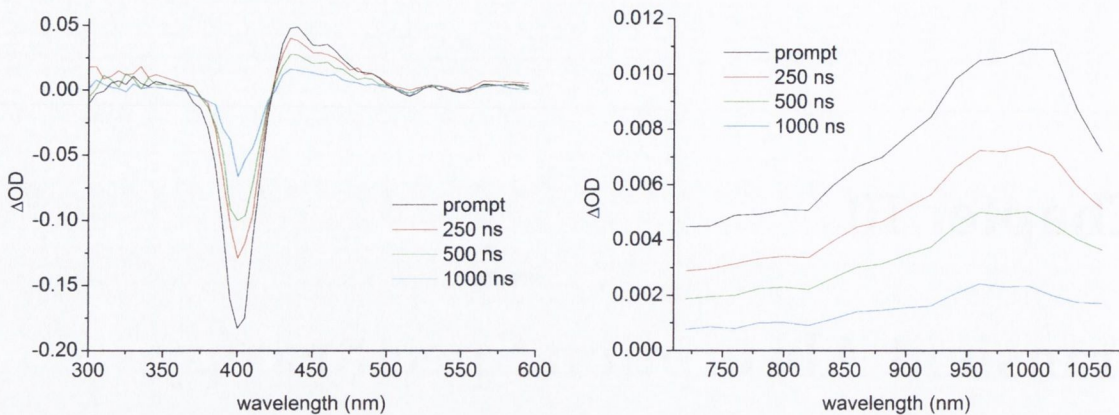 0.05
0.00
-0.05
-0.10
-0.15
-0.20
ΔOD
prompt
250 ns
500 ns
1000 ns
300 350 400 450 500 550 600
wavelength (nm)
0.012
0.010
0.008
0.006
0.004
0.002
0.000
ΔOD
prompt
250 ns
500 ns
1000 ns
750 800 850 900 950 1000 1050
wavelength (nm)